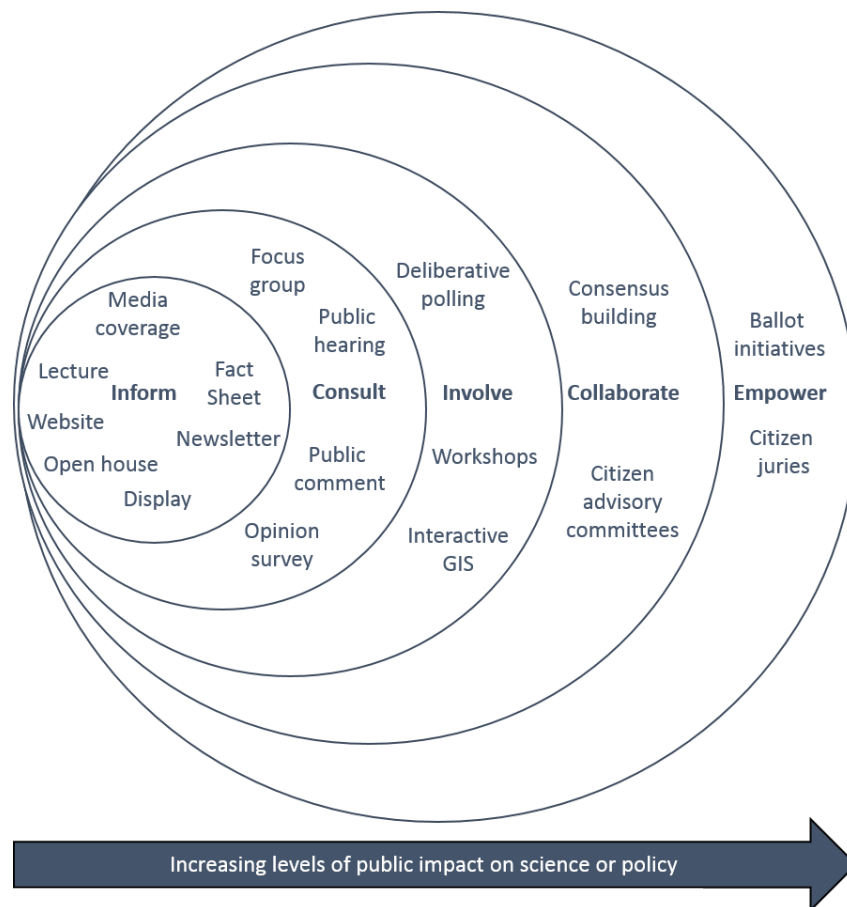 Media
coverage
Lecture
Inform
Fact
Sheet
Website
Newsletter
Open house
Display
Focus
group
Public
hearing
Consult
Public
comment
Opinion
survey
Deliberative
polling
Involve
Workshops
Interactive
GIS
Consensus
building
Collaborate
Citizen
advisory
committees
Ballot
initiatives
Empower
Citizen
juries
Increasing levels of public impact on science or policy